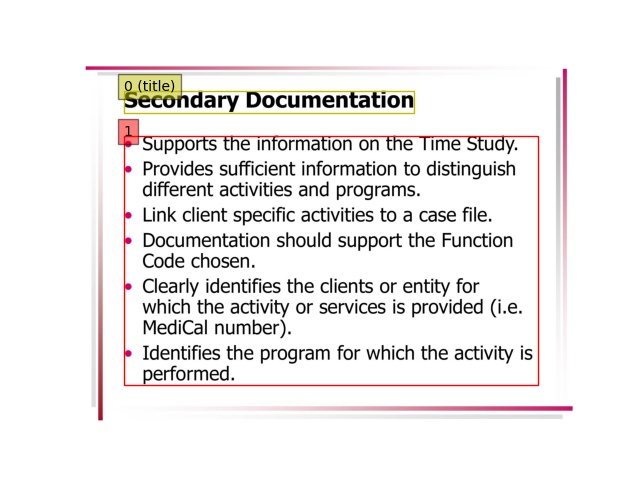 0 (title)
Secondary Documentation
1
• Supports the information on the Time Study.
• Provides sufficient information to distinguish
different activities and programs.
• Link client specific activities to a case file.
• Documentation should support the Function
Code chosen.
• Clearly identifies the clients or entity for
which the activity or services is provided (i.e.
MediCal number).
• Identifies the program for which the activity is
performed.